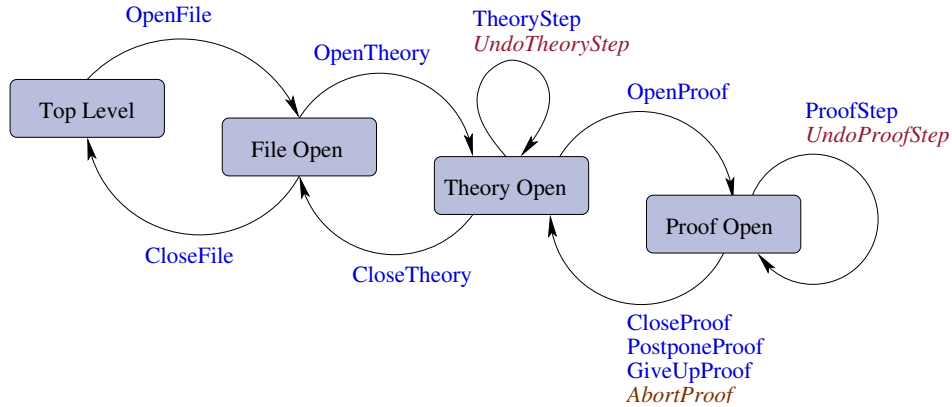 OpenFile
TheoryStep
UndoTheoryStep
OpenTheory
Top Level
OpenProof
ProofStep
UndoProofStep
File Open
Theory Open
Proof Open
CloseFile
CloseTheory
CloseProof
PostponeProof
GiveUpProof
AbortProof